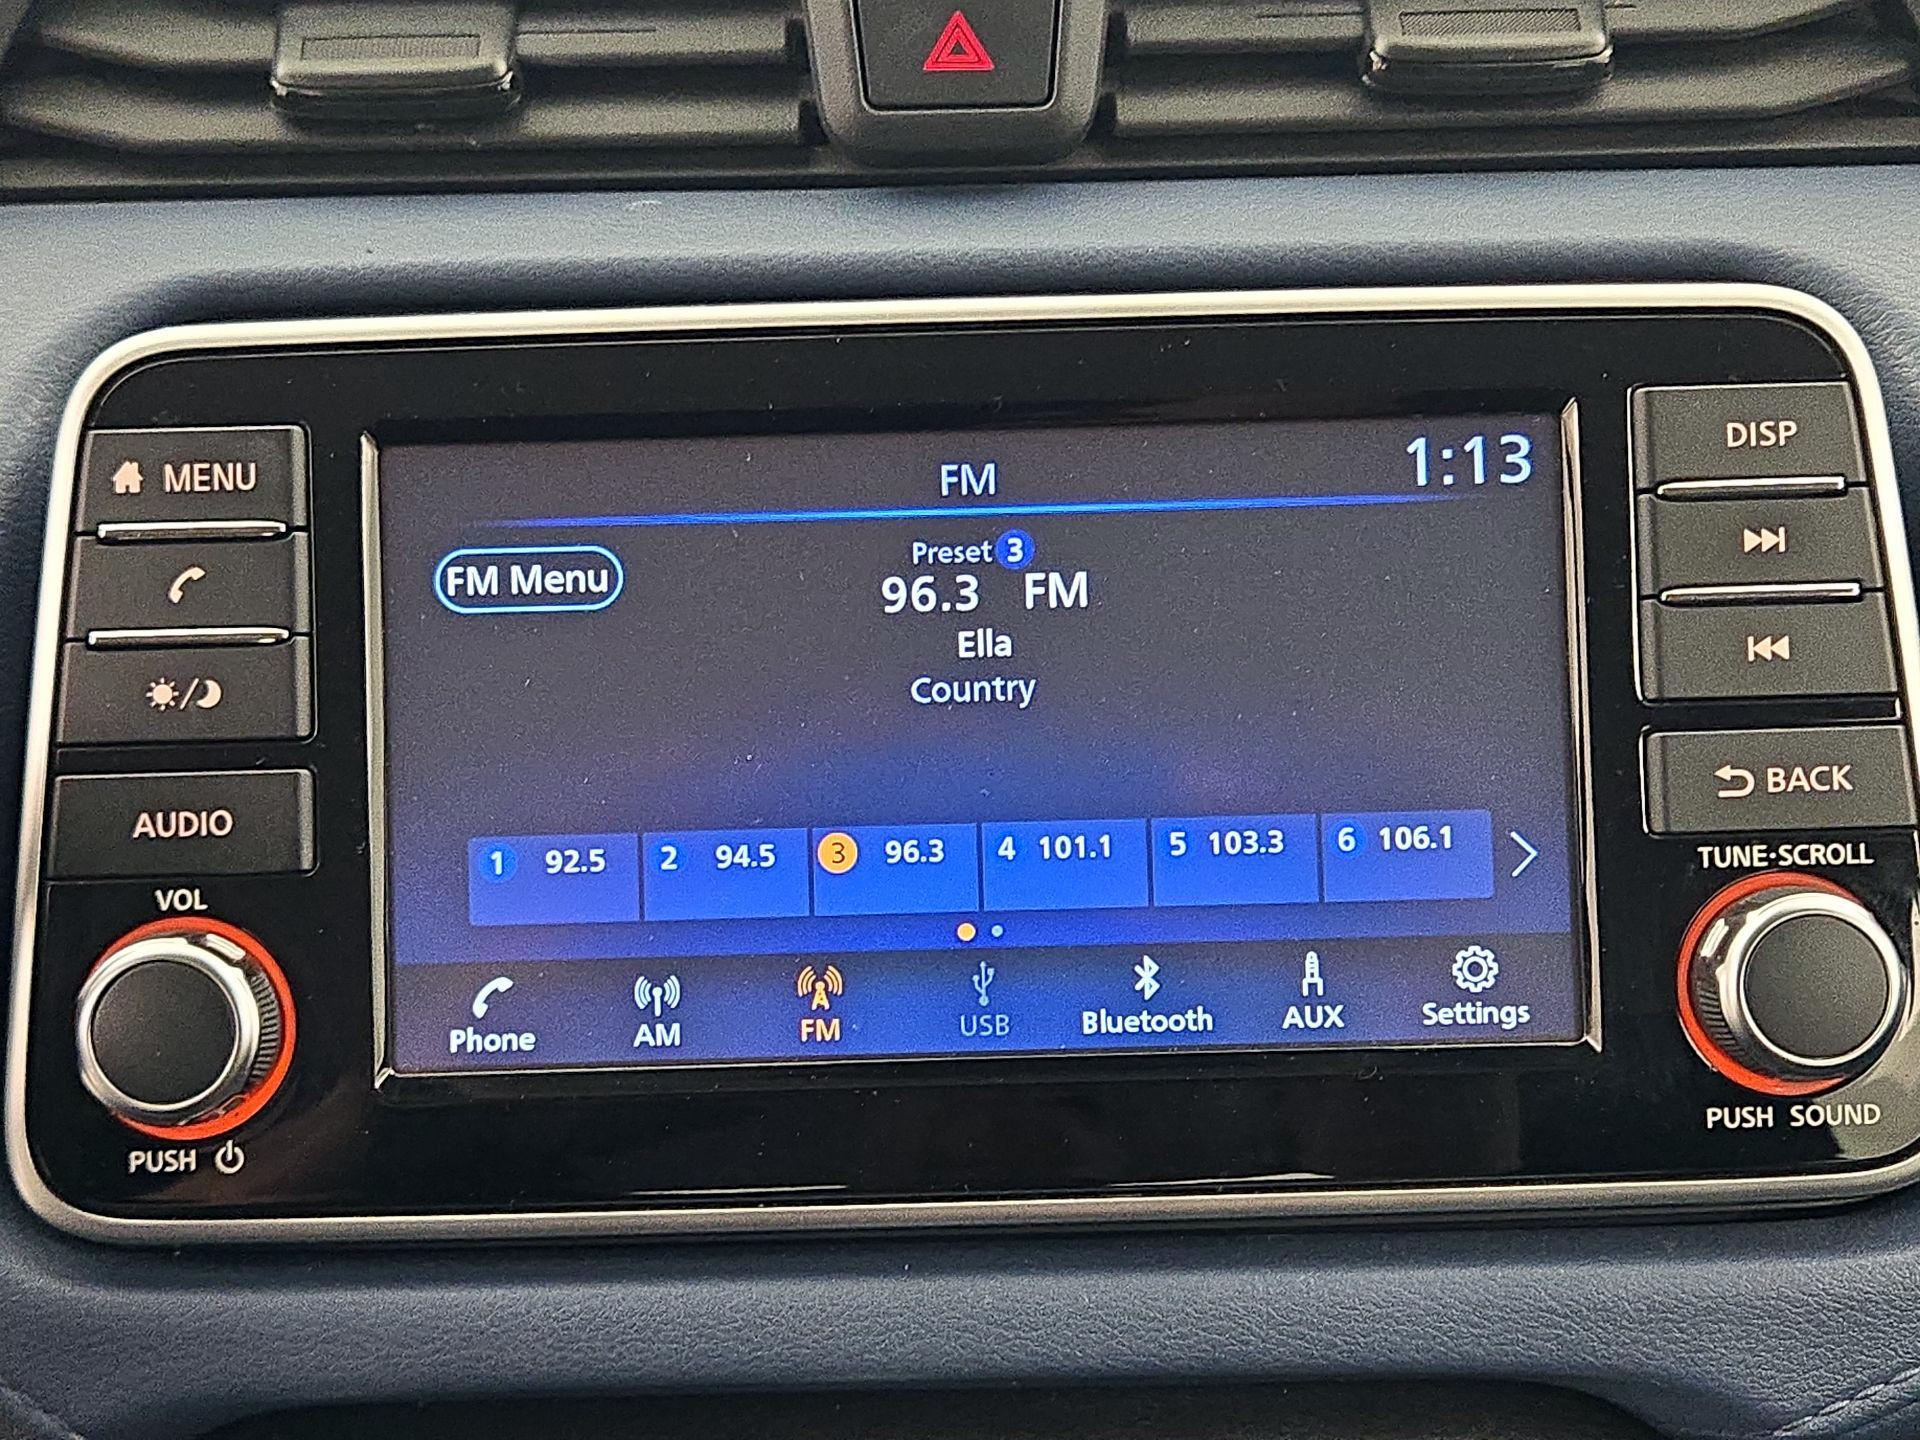 MENU
AUDIO
VOL
PUSH
FM
1:13
FM Menu
Preset 3
96.3 FM
Ella
Country
1 92.5 2 94.5 3 96.3 4 101.1 5 103.3 6 106.1
Phone AM FM USB Bluetooth AUX Settings
DISP
BACK
TUNE·SCROLL
PUSH SOUND